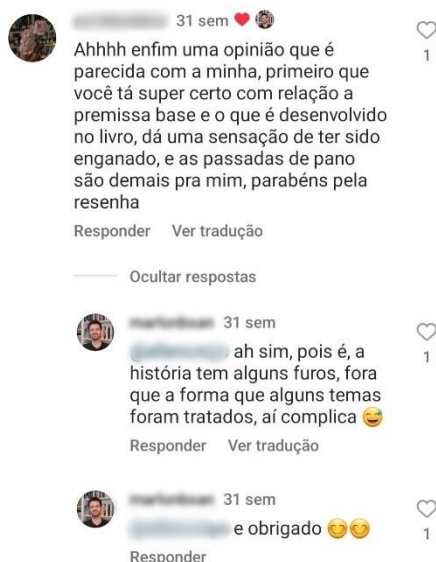 31 sem
1
Ahhhh enfim uma opinião que é
parecida com a minha, primeiro que
você tá super certo com relação a
premissa base e o que é desenvolvido
no livro, dá uma sensação de ter sido
enganado, e as passadas de pano
são demais pra mim, parabéns pela
resenha
Responder Ver tradução
Ocultar respostas
31 sem
1
ah sim, pois é, a
história tem alguns furos, fora
que a forma que alguns temas
foram tratados, aí complica 😅
Responder Ver tradução
31 sem
1
e obrigado 😊😊
Responder